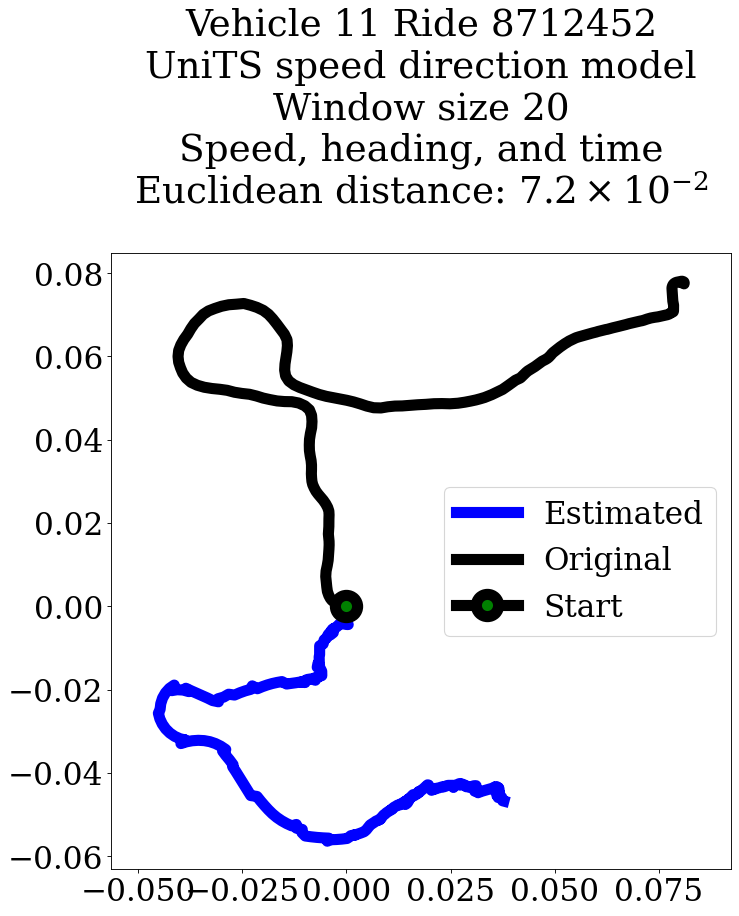 Vehicle 11 Ride 8712452
UniTS speed direction model
Window size 20
Speed, heading, and time
Euclidean distance: $7.2 \times 10^{-2}$
0.08
0.06
0.04
0.02
0.00
−0.02
−0.04
−0.06
Estimated
Original
Start
−0.050 −0.025 0.000 0.025 0.050 0.075